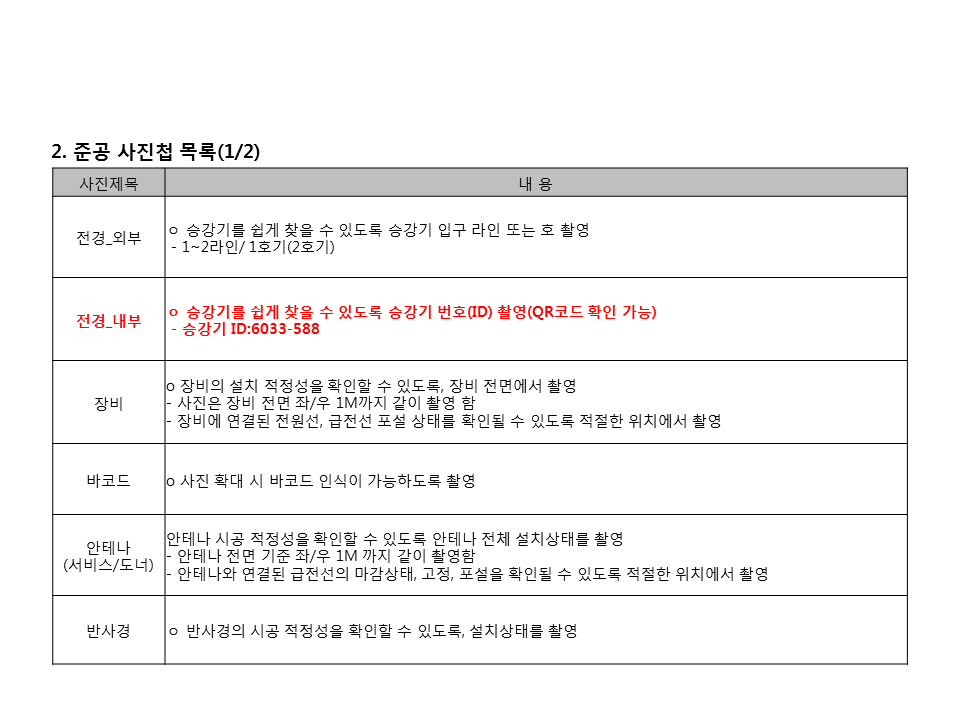 2. 준공 사진첩 목록(1/2)
사진제목
내 용
전경_외부
ㅇ 승강기를 쉽게 찾을 수 있도록 승강기 입구 라인 또는 호 촬영
- 1~2라인/ 1호기(2호기)
전경_내부
ㅇ 승강기를 쉽게 찾을 수 있도록 승강기 번호(ID) 촬영(QR코드 확인 가능)
- 승강기 ID:6033-588
장비
o 장비의 설치 적정성을 확인할 수 있도록, 장비 전면에서 촬영
- 사진은 장비 전면 좌/우 1M까지 같이 촬영 함
- 장비에 연결된 전원선, 급전선 포설 상태를 확인될 수 있도록 적절한 위치에서 촬영
바코드
o 사진 확대 시 바코드 인식이 가능하도록 촬영
안테나
(서비스/도너)
안테나 시공 적정성을 확인할 수 있도록 안테나 전체 설치상태를 촬영
- 안테나 전면 기준 좌/우 1M 까지 같이 촬영함
- 안테나와 연결된 급전선의 마감상태, 고정, 포설을 확인될 수 있도록 적절한 위치에서 촬영
반사경
ㅇ 반사경의 시공 적정성을 확인할 수 있도록, 설치상태를 촬영